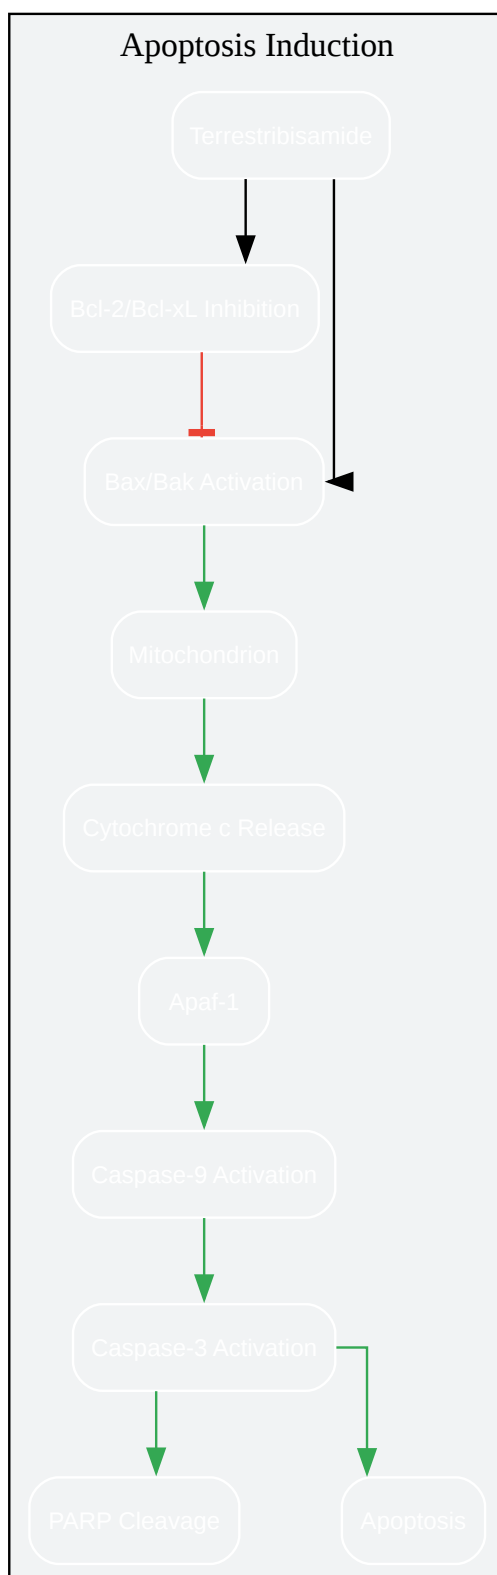 Apoptosis Induction
Terrestribisamide
Bcl-2/Bcl-xL Inhibition
Bax/Bak Activation
Mitochondrion
Cytochrome c Release
Apaf-1
Caspase-9 Activation
Caspase-3 Activation
PARP Cleavage
Apoptosis